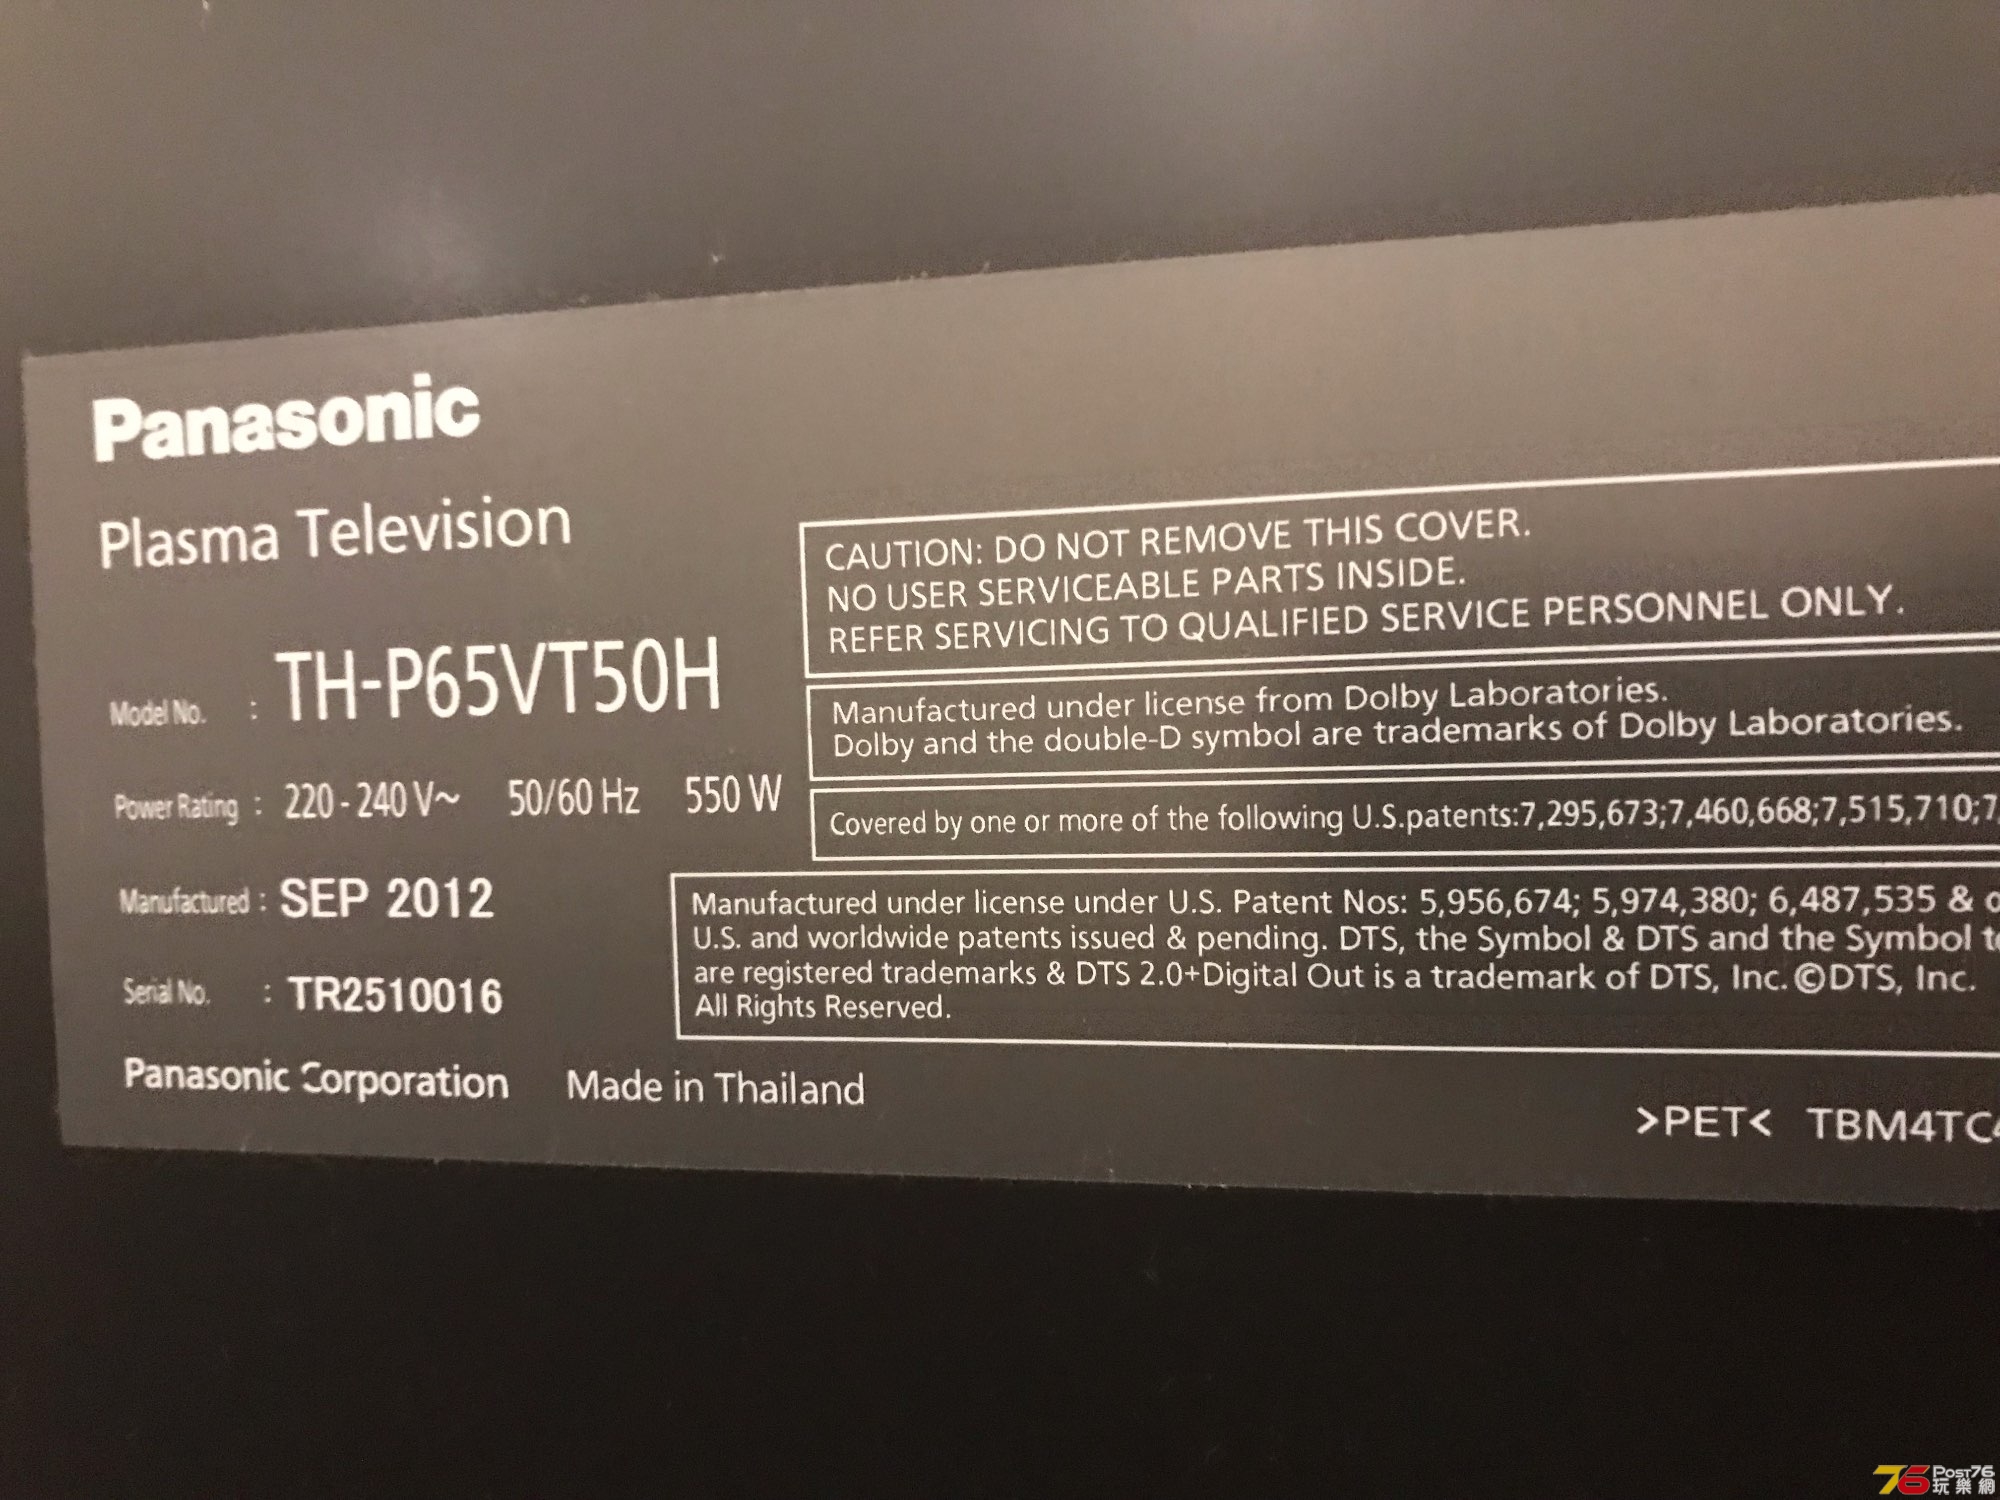 Panasonic
Plasma Television
Model No. : TH-P65VT50H
Power Rating : 220 - 240 V~ 50/60 Hz 550 W
Manufactured : SEP 2012
Serial No. : TR2510016
Panasonic Corporation Made in Thailand
CAUTION: DO NOT REMOVE THIS COVER.
NO USER SERVICEABLE PARTS INSIDE.
REFER SERVICING TO QUALIFIED SERVICE PERSONNEL ONLY.
Manufactured under license from Dolby Laboratories.
Dolby and the double-D symbol are trademarks of Dolby Laboratories.
Covered by one or more of the following U.S.patents:7,295,673;7,460,668;7,515,710;7,
Manufactured under license under U.S. Patent Nos: 5,956,674; 5,974,380; 6,487,535 &
U.S. and worldwide patents issued & pending. DTS, the Symbol & DTS and the Symbol
are registered trademarks & DTS 2.0+Digital Out is a trademark of DTS, Inc. ©DTS, Inc.
All Rights Reserved.
>PET< TBM4TC
76 Post76
玩樂網